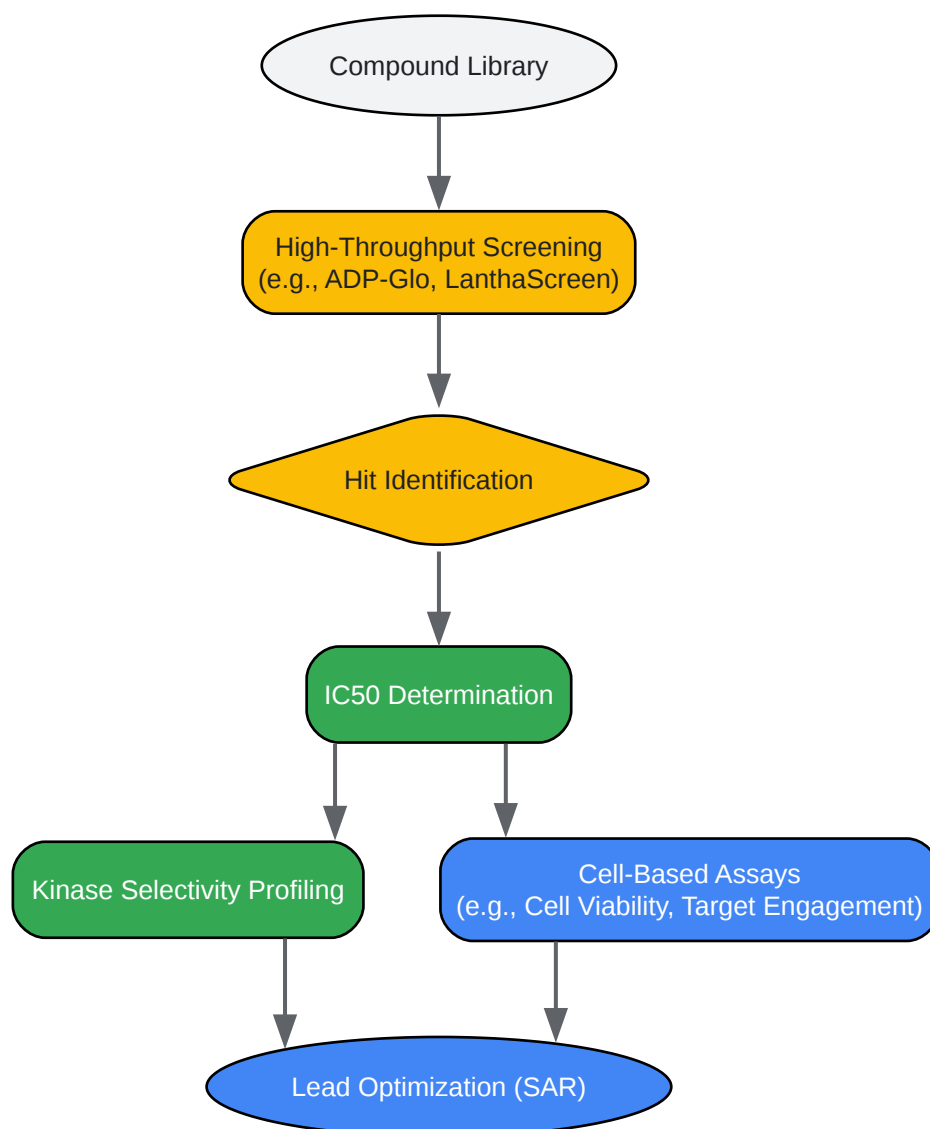 Compound Library
High-Throughput Screening
(e.g., ADP-Glo, LanthaScreen)
Hit Identification
IC50 Determination
Kinase Selectivity Profiling
Cell-Based Assays
(e.g., Cell Viability, Target Engagement)
Lead Optimization (SAR)